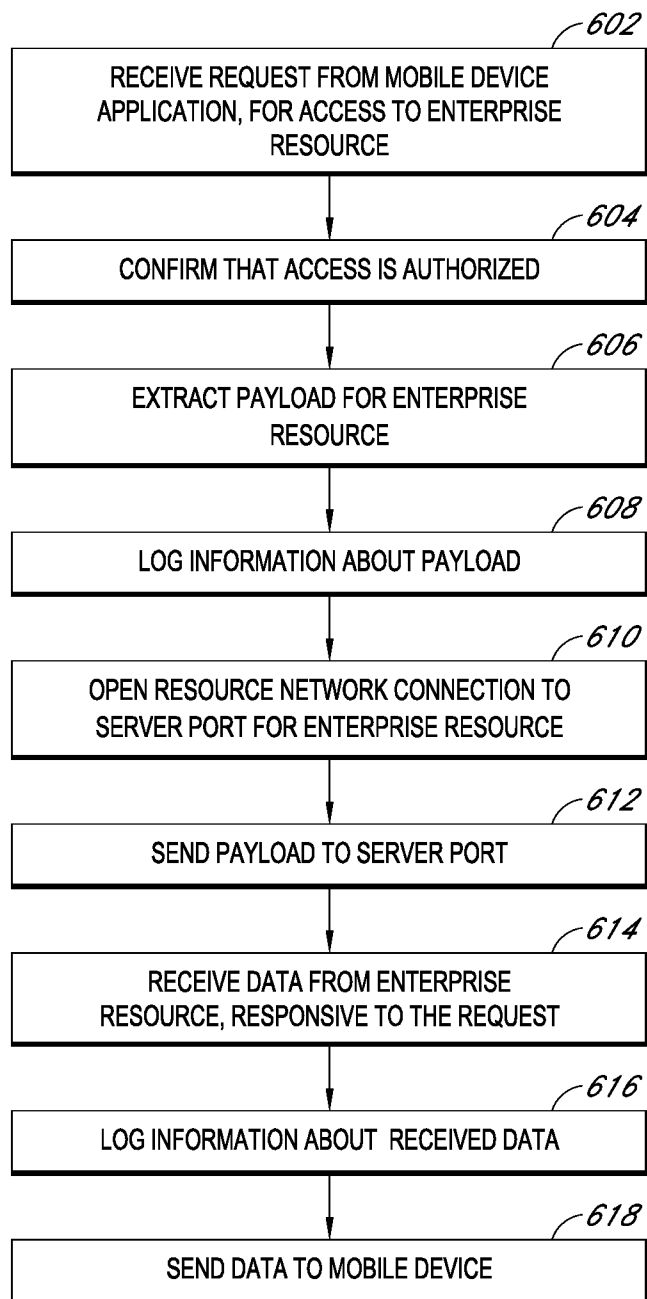 602
RECEIVE REQUEST FROM MOBILE DEVICE
APPLICATION, FOR ACCESS TO ENTERPRISE
RESOURCE
604
CONFIRM THAT ACCESS IS AUTHORIZED
606
EXTRACT PAYLOAD FOR ENTERPRISE
RESOURCE
608
LOG INFORMATION ABOUT PAYLOAD
610
OPEN RESOURCE NETWORK CONNECTION TO
SERVER PORT FOR ENTERPRISE RESOURCE
612
SEND PAYLOAD TO SERVER PORT
614
RECEIVE DATA FROM ENTERPRISE
RESOURCE, RESPONSIVE TO THE REQUEST
616
LOG INFORMATION ABOUT RECEIVED DATA
618
SEND DATA TO MOBILE DEVICE